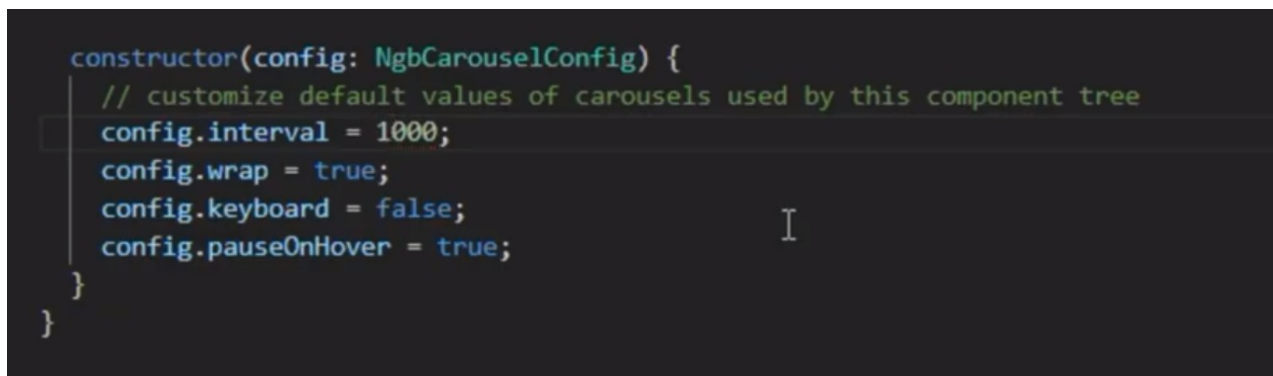 constructor(config: NgbCarouselConfig) {
// customize default values of carousels used by this component tree
config.interval = 1000;
config.wrap = true;
config.keyboard = false;
config.pauseOnHover = true;
}
}